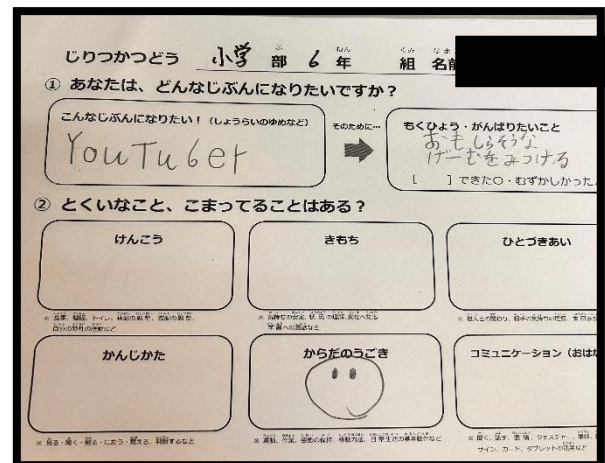 じりつかつどう 小学 部 6 年 組 名前
① あなたは、どんなじぶんになりたいですか？
こんなじぶんになりたい！（しょうらいのゆめなど）
YouTuber
そのために…
もくひょう・がんばりたいこと
おもしろそうな
げーむをみつける
[ ] できた○・むずかしかった
② とくいなこと、こまってることはある？
けんこう
きもち
ひとづきあい
かんじかた
からだのうごき
コミュニケーション（おはな
※ 見る・聞く・触る・におう・覚える、判断するなど
※ 運動、作業、姿勢の保持、移動方法、日常生活の基本動作など
※ 聞く、話す、表情、ジェスチャー、
サイン、カード、タブレットの活用など